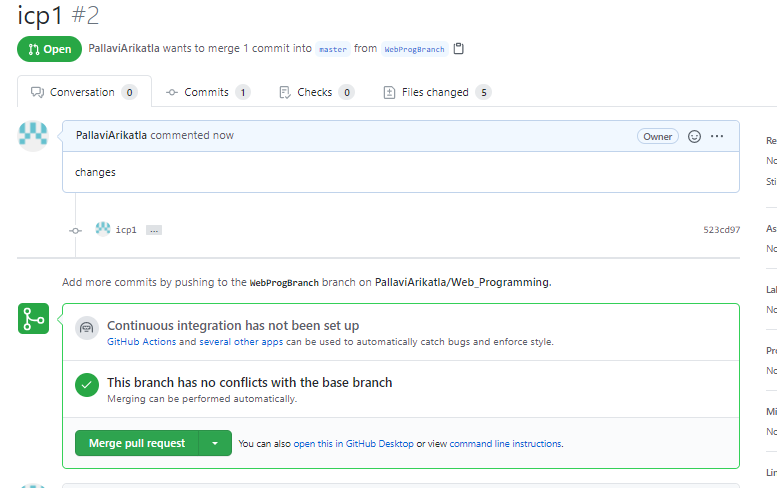 icp1 #2
Open PallaviArikatla wants to merge 1 commit into master from WebProgBranch
Conversation 0 Commits 1 Checks 0 Files changed 5
PallaviArikatla commented now Owner ...
changes
icp1 ... 523cd97
Add more commits by pushing to the WebProgBranch branch on PallaviArikatla/Web_Programming.
Continuous integration has not been set up
GitHub Actions and several other apps can be used to automatically catch bugs and enforce style.
This branch has no conflicts with the base branch
Merging can be performed automatically.
Merge pull request You can also open this in GitHub Desktop or view command line instructions.
Re
No
Sti
As
No
Lal
No
Pro
No
Mi
No
Lin